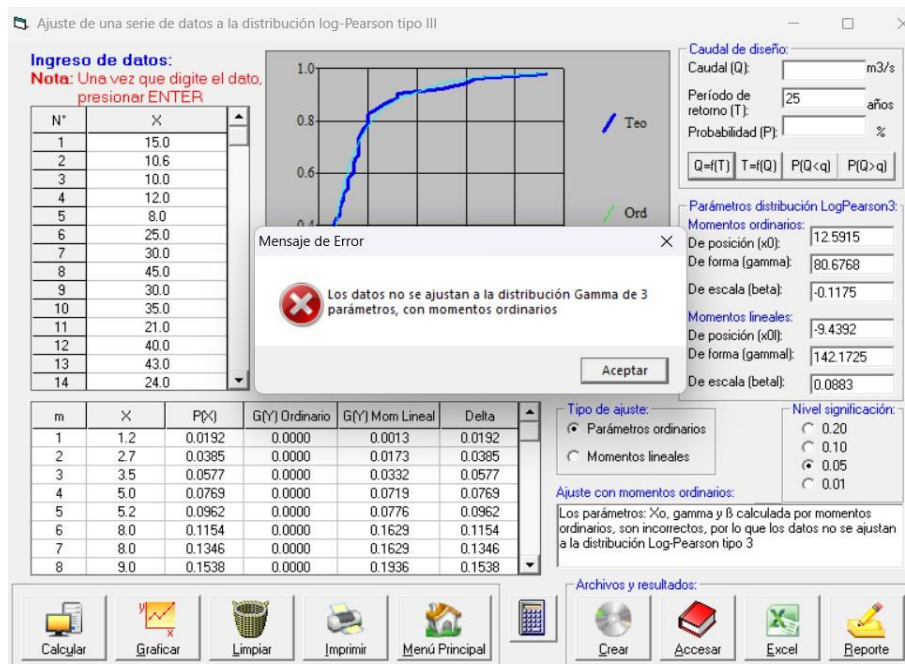 Ajuste de una serie de datos a la distribución log-Pearson tipo III
Ingreso de datos:
Nota: Una vez que digite el dato,
presionar ENTER
N° X
1 15.0
2 10.6
3 10.0
4 12.0
5 8.0
6 25.0
7 30.0
8 45.0
9 30.0
10 35.0
11 21.0
12 40.0
13 43.0
14 24.0
1.0
0.8
0.6
0.4
Teo
Ord
Caudal de diseño:
Caudal (Q): m3/s
Período de
retorno (T): 25 años
Probabilidad (P): %
Q=f(T) T=f(Q) P(Q<q) P(Q>q)
Parámetros distribución LogPearson3:
Momentos ordinarios:
De posición (x0): 12.5915
De forma (gamma): 80.6768
De escala (beta): -0.1175
Momentos lineales:
De posición (x0l): -9.4392
De forma (gammal): 142.1725
De escala (betal): 0.0883
Mensaje de Error
Los datos no se ajustan a la distribución Gamma de 3
parámetros, con momentos ordinarios
Aceptar
m X P(X) G(Y) Ordinario G(Y) Mom Lineal Delta
1 1.2 0.0192 0.0000 0.0013 0.0192
2 2.7 0.0385 0.0000 0.0173 0.0385
3 3.5 0.0577 0.0000 0.0332 0.0577
4 5.0 0.0769 0.0000 0.0719 0.0769
5 5.2 0.0962 0.0000 0.0776 0.0962
6 8.0 0.1154 0.0000 0.1629 0.1154
7 8.0 0.1346 0.0000 0.1629 0.1346
8 9.0 0.1538 0.0000 0.1936 0.1538
Tipo de ajuste:
Parámetros ordinarios
Momentos lineales
Nivel significación:
0.20
0.10
0.05
0.01
Ajuste con momentos ordinarios:
Los parámetros: Xo, gamma y ß calculada por momentos
ordinarios, son incorrectos, por lo que los datos no se ajustan
a la distribución Log-Pearson tipo 3
Archivos y resultados:
Calcular Graficar Limpiar Imprimir Menú Principal Crear Accesar Excel Reporte